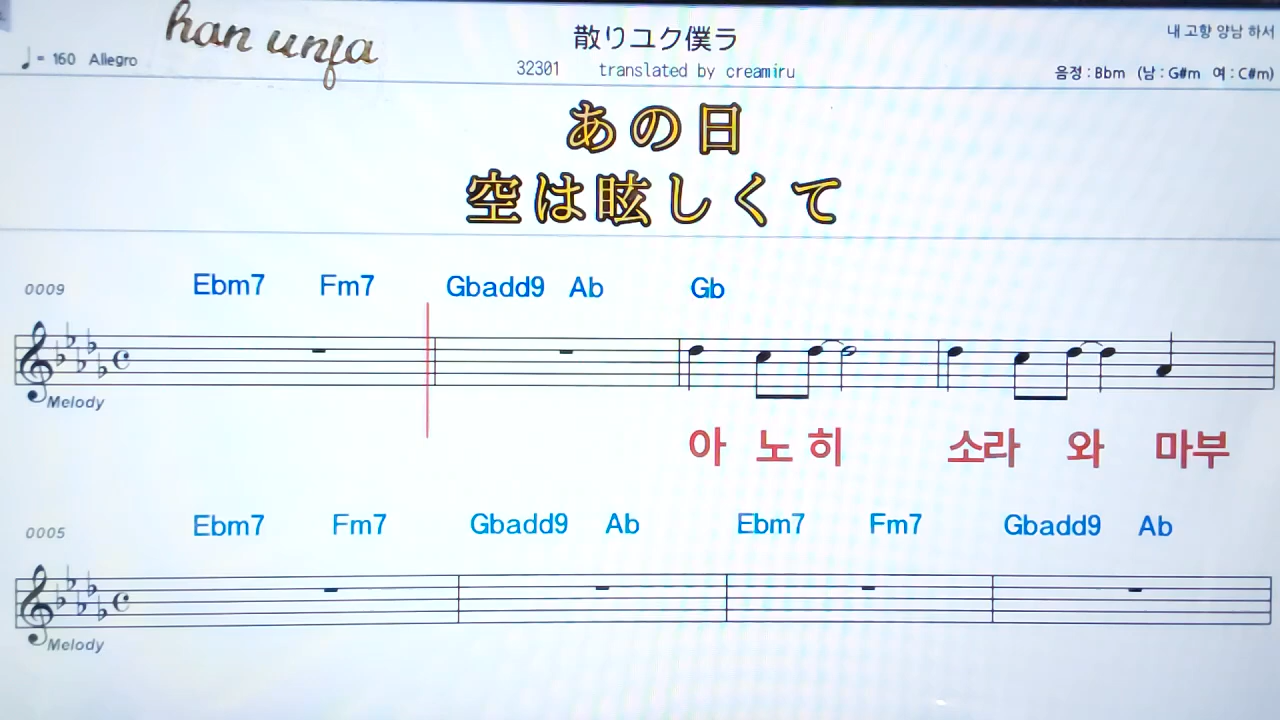 han unfa
散りユク僕ラ
내 고향 양남 하서
♩ = 160 Allegro
32301 translated by creamiru
음정 : Bbm (남 : G#m 여 : C#m)
あの日
空は眩しくて
0009 Ebm7 Fm7 Gbadd9 Ab Gb
Melody
아 노 히 소라 와 마부
0005 Ebm7 Fm7 Gbadd9 Ab Ebm7 Fm7 Gbadd9 Ab
Melody